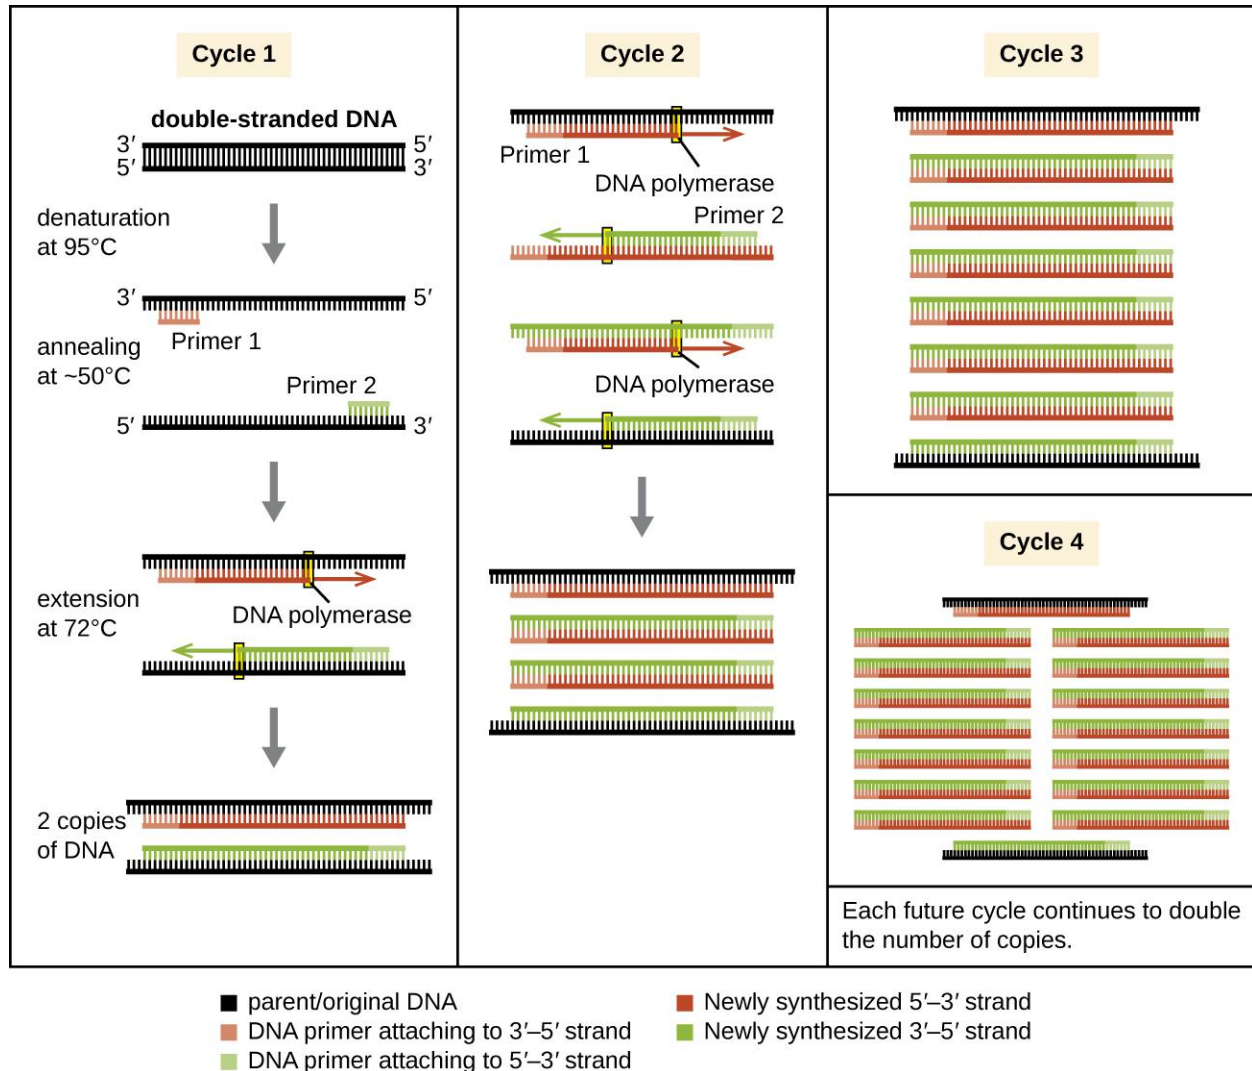 Cycle 1
double-stranded DNA
3′ 5′
5′ 3′
denaturation
at 95°C
3′ 5′
Primer 1
annealing
at ~50°C
Primer 2
5′ 3′
extension
at 72°C
DNA polymerase
2 copies
of DNA
Cycle 2
Primer 1
DNA polymerase
Primer 2
DNA polymerase
Cycle 3
Cycle 4
Each future cycle continues to double
the number of copies.
parent/original DNA
DNA primer attaching to 3′–5′ strand
DNA primer attaching to 5′–3′ strand
Newly synthesized 5′–3′ strand
Newly synthesized 3′–5′ strand